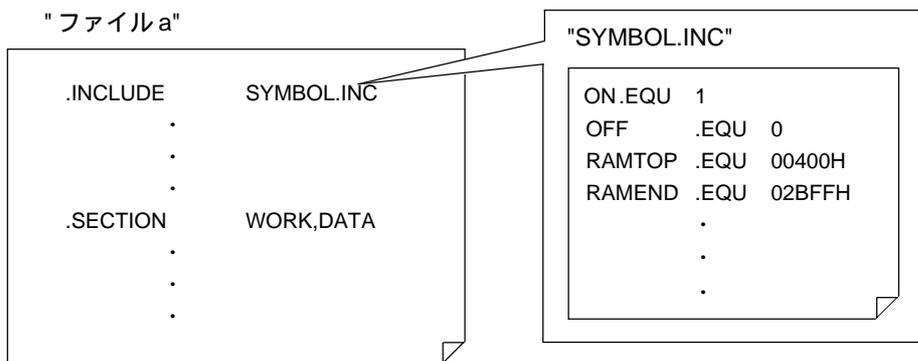 "ファイルa"
.INCLUDE SYMBOL.INC
・
・
・
.SECTION WORK,DATA
・
・
・
"SYMBOL.INC"
ON .EQU 1
OFF .EQU 0
RAMTOP .EQU 00400H
RAMEND .EQU 02BFFH
・
・
・